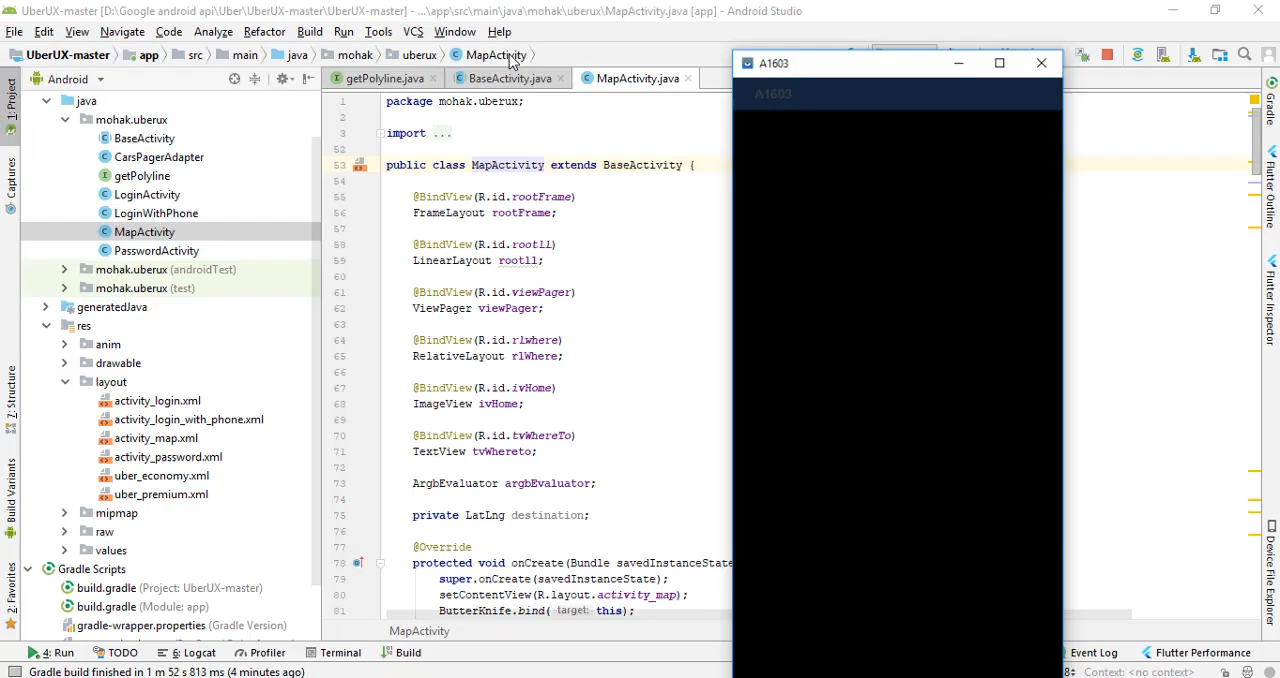 UberUX-master [D:\Google android api\Uber\UberUX-master\UberUX-master] - ...\app\src\main\java\mohak\uberux\MapActivity.java [app] - Android Studio
File Edit View Navigate Code Analyze Refactor Build Run Tools VCS Window Help
UberUX-master app src main java mohak uberux MapActivity
Android
getPolyline.java BaseActivity.java MapActivity.java
A1603
A1603
1: Project
Captures
7: Structure
Build Variants
2: Favorites
java
mohak.uberux
BaseActivity
CarsPagerAdapter
getPolyline
LoginActivity
LoginWithPhone
MapActivity
PasswordActivity
mohak.uberux (androidTest)
mohak.uberux (test)
generatedJava
res
anim
drawable
layout
activity_login.xml
activity_login_with_phone.xml
activity_map.xml
activity_password.xml
uber_economy.xml
uber_premium.xml
mipmap
raw
values
Gradle Scripts
build.gradle (Project: UberUX-master)
build.gradle (Module: app)
gradle-wrapper.properties (Gradle Version)
1 package mohak.uberux;
2
3 import ...
52
53 public class MapActivity extends BaseActivity {
54
55 @BindView(R.id.rootFrame)
56 FrameLayout rootFrame;
57
58 @BindView(R.id.rootll)
59 LinearLayout rootll;
60
61 @BindView(R.id.viewPager)
62 ViewPager viewPager;
63
64 @BindView(R.id.rlwhere)
65 RelativeLayout rlWhere;
66
67 @BindView(R.id.ivHome)
68 ImageView ivHome;
69
70 @BindView(R.id.tvWhereTo)
71 TextView tvWhereto;
72
73 ArgbEvaluator argbEvaluator;
74
75 private LatLng destination;
76
77 @Override
78 protected void onCreate(Bundle savedInstanceState
79 super.onCreate(savedInstanceState);
80 setContentView(R.layout.activity_map);
81 ButterKnife.bind( target: this);
MapActivity
Gradle
Flutter Outline
Flutter Inspector
Device File Explorer
4: Run TODO 6: Logcat Profiler Terminal Build Event Log Flutter Performance
Gradle build finished in 1 m 52 s 813 ms (4 minutes ago) Context: <no context>